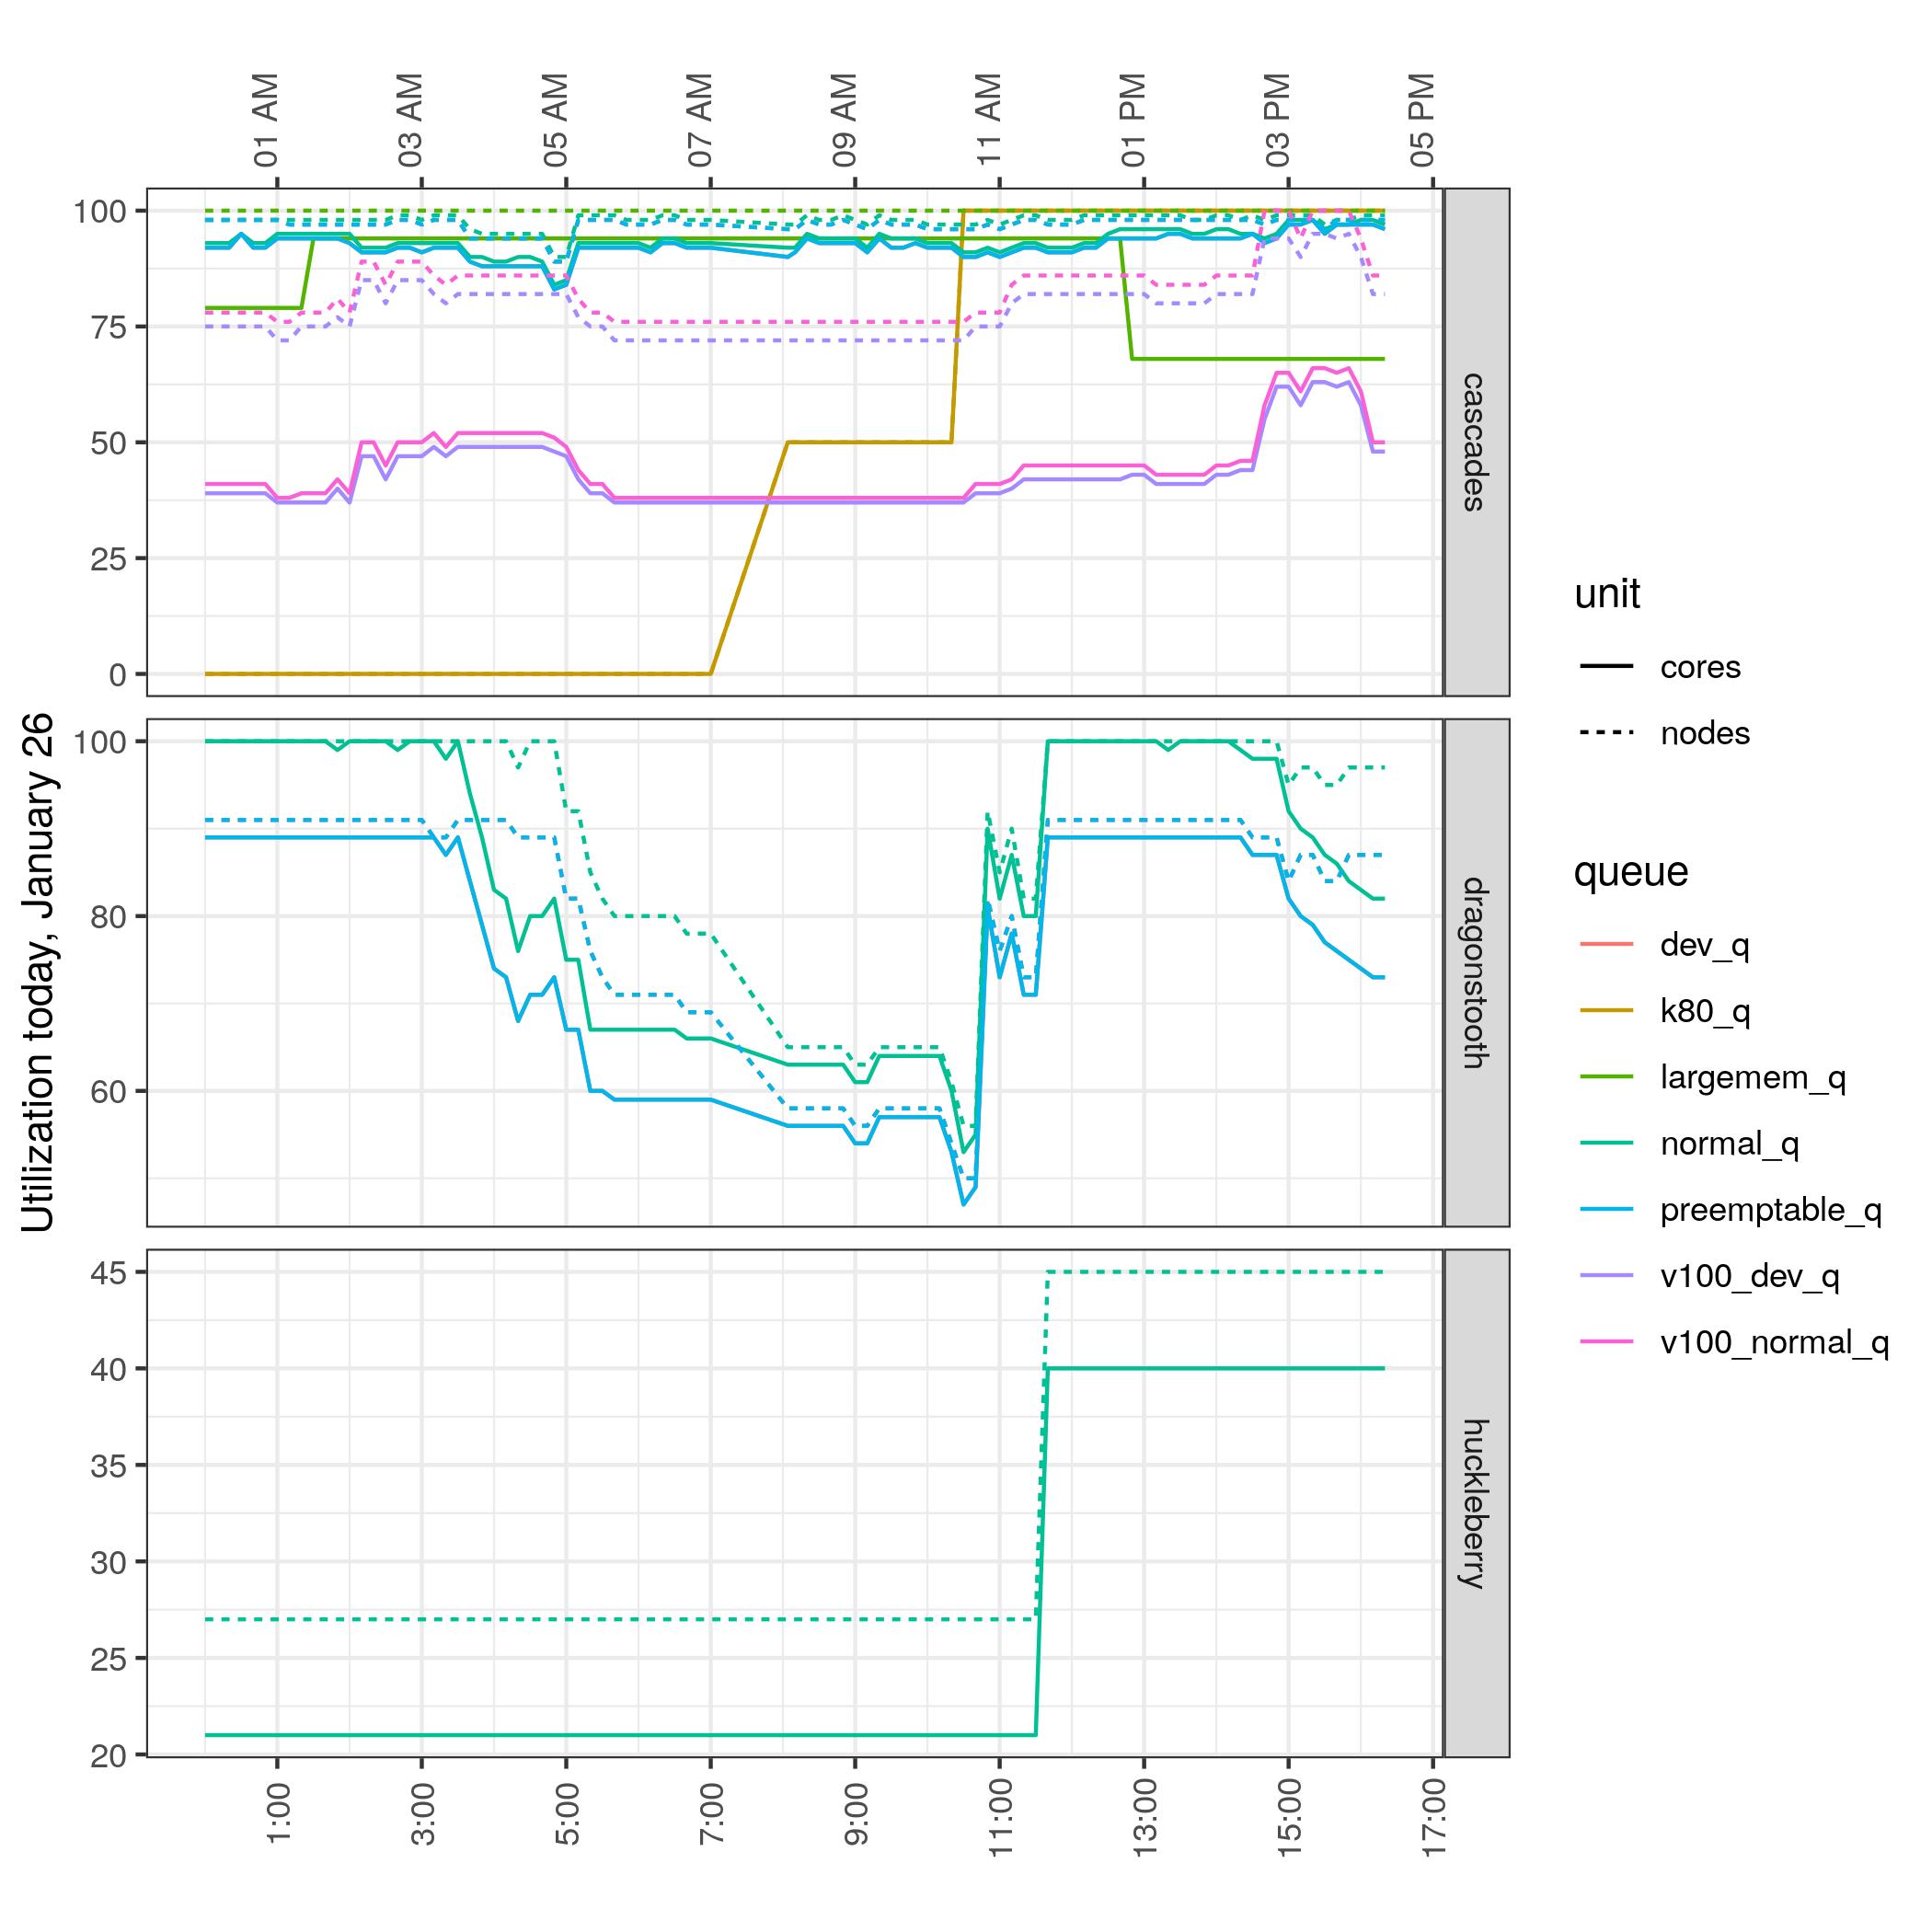 01 AM
03 AM
05 AM
07 AM
09 AM
11 AM
01 PM
03 PM
05 PM
Utilization today, January 26
100
75
50
25
0
cascades
100
80
60
dragonstooth
45
40
35
30
25
20
huckleberry
1:00
3:00
5:00
7:00
9:00
11:00
13:00
15:00
17:00
unit
cores
nodes
queue
dev_q
k80_q
largemem_q
normal_q
preemptable_q
v100_dev_q
v100_normal_q